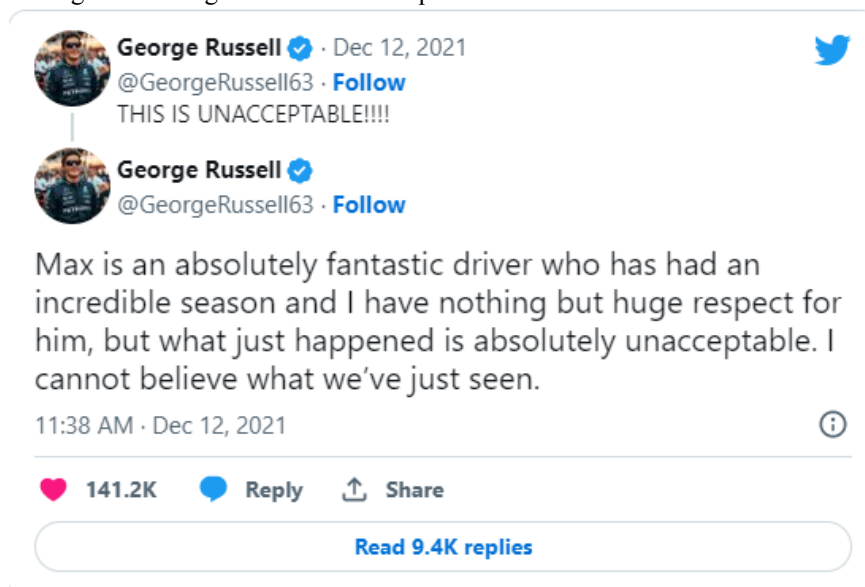 George Russell · Dec 12, 2021
@GeorgeRussell63 · Follow
THIS IS UNACCEPTABLE!!!!
George Russell
@GeorgeRussell63 · Follow
Max is an absolutely fantastic driver who has had an
incredible season and I have nothing but huge respect for
him, but what just happened is absolutely unacceptable. I
cannot believe what we've just seen.
11:38 AM · Dec 12, 2021
141.2K Reply Share
Read 9.4K replies